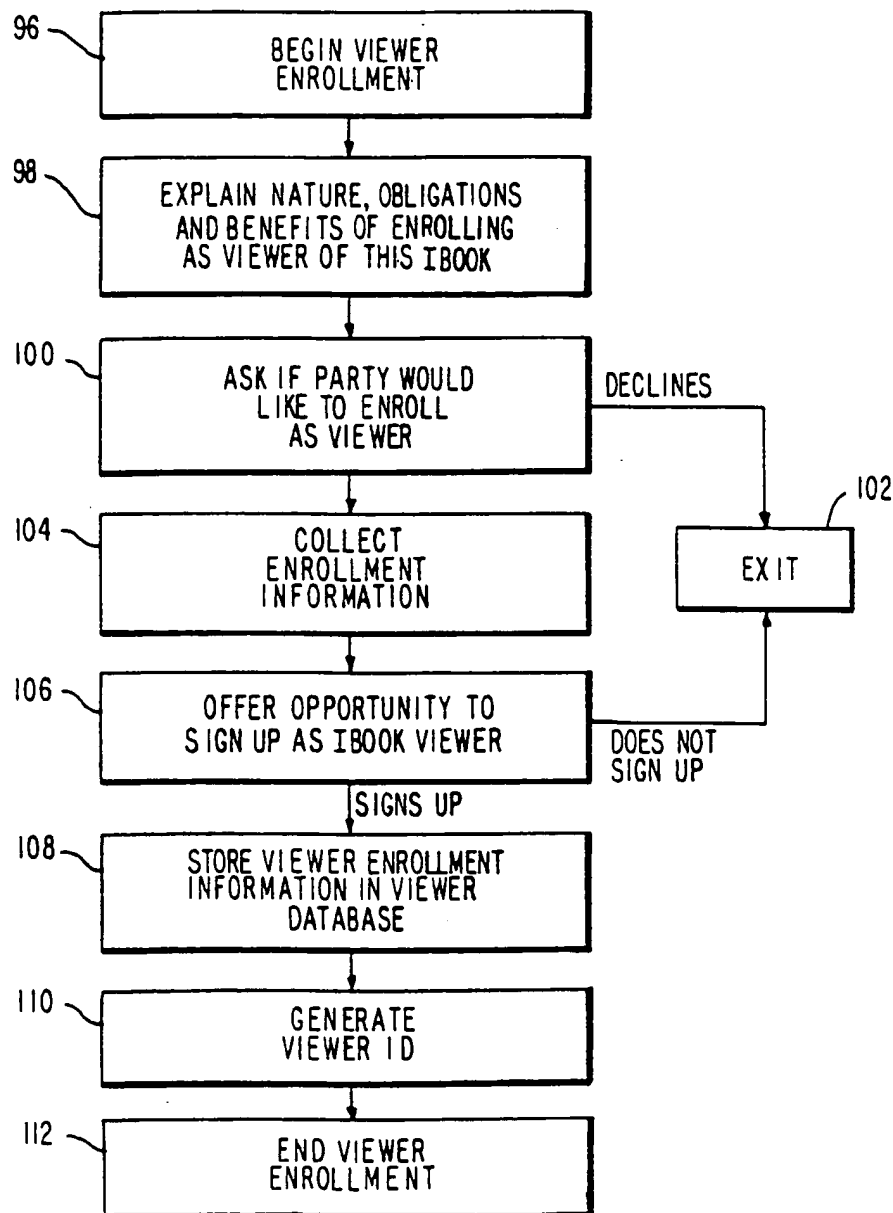 96
BEGIN VIEWER
ENROLLMENT
98
EXPLAIN NATURE, OBLIGATIONS
AND BENEFITS OF ENROLLING
AS VIEWER OF THIS IBOOK
100
ASK IF PARTY WOULD
LIKE TO ENROLL
AS VIEWER
DECLINES
102
EXIT
104
COLLECT
ENROLLMENT
INFORMATION
106
OFFER OPPORTUNITY TO
SIGN UP AS IBOOK VIEWER
DOES NOT
SIGN UP
SIGNS UP
108
STORE VIEWER ENROLLMENT
INFORMATION IN VIEWER
DATABASE
110
GENERATE
VIEWER ID
112
END VIEWER
ENROLLMENT